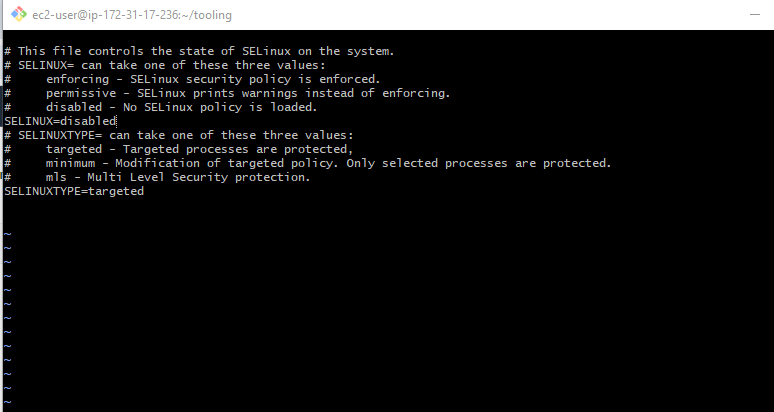 ec2-user@ip-172-31-17-236:~/tooling
# This file controls the state of SELinux on the system.
# SELINUX= can take one of these three values:
#     enforcing - SELinux security policy is enforced.
#     permissive - SELinux prints warnings instead of enforcing.
#     disabled - No SELinux policy is loaded.
SELINUX=disabled
# SELINUXTYPE= can take one of these three values:
#     targeted - Targeted processes are protected,
#     minimum - Modification of targeted policy. Only selected processes are protected.
#     mls - Multi Level Security protection.
SELINUXTYPE=targeted
~
~
~
~
~
~
~
~
~
~
~
~
~